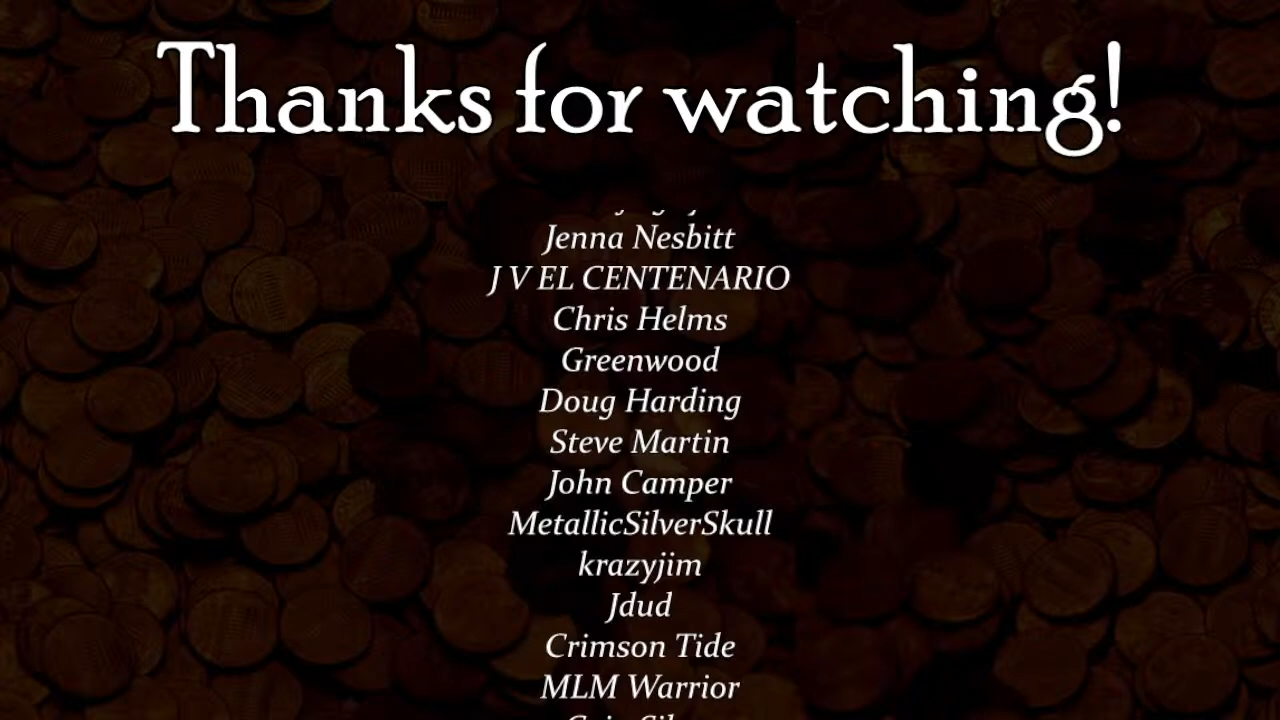 Thanks for watching!
Jenna Nesbitt
J V EL CENTENARIO
Chris Helms
Greenwood
Doug Harding
Steve Martin
John Camper
MetallicSilverSkull
krazyjim
Jdud
Crimson Tide
MLM Warrior